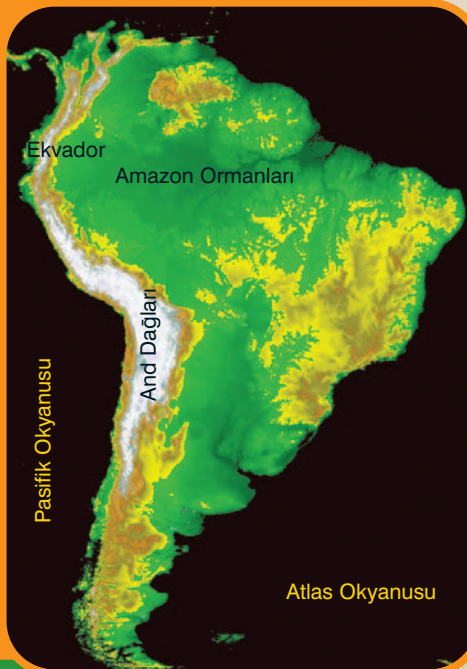 Ekvador
Amazon Ormanları
And Dağları
Pasifik Okyanusu
Atlas Okyanusu